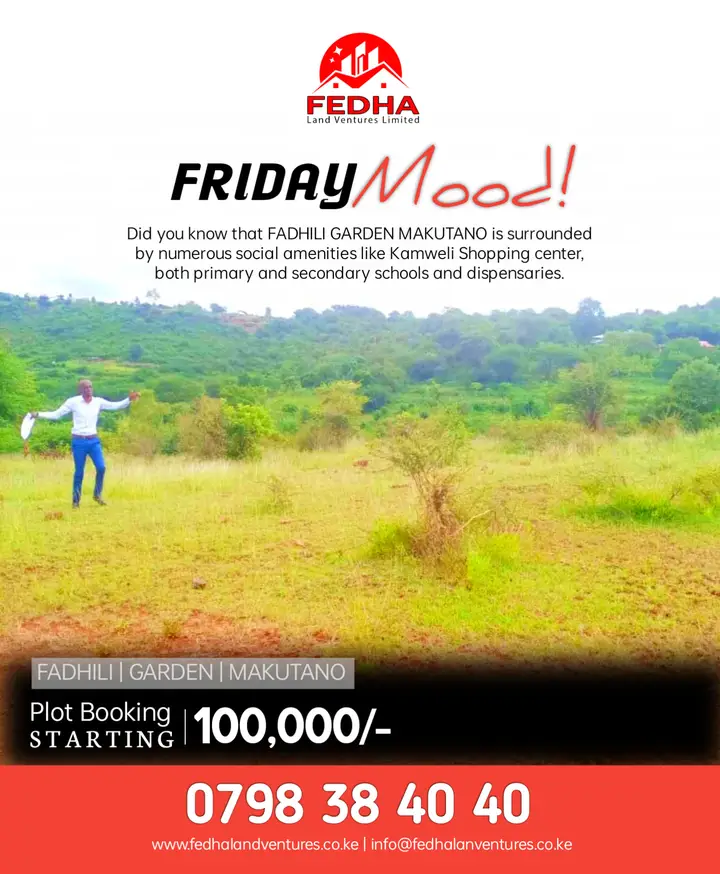 FEDHA
Land Ventures Limited
FRIDAY Mood!
Did you know that FADHILI GARDEN MAKUTANO is surrounded
by numerous social amenities like Kamweli Shopping center,
both primary and secondary schools and dispensaries.
FADHILI | GARDEN | MAKUTANO
Plot Booking
STARTING | 100,000/-
0798 38 40 40
www.fedhalandventures.co.ke | info@fedhalanventures.co.ke